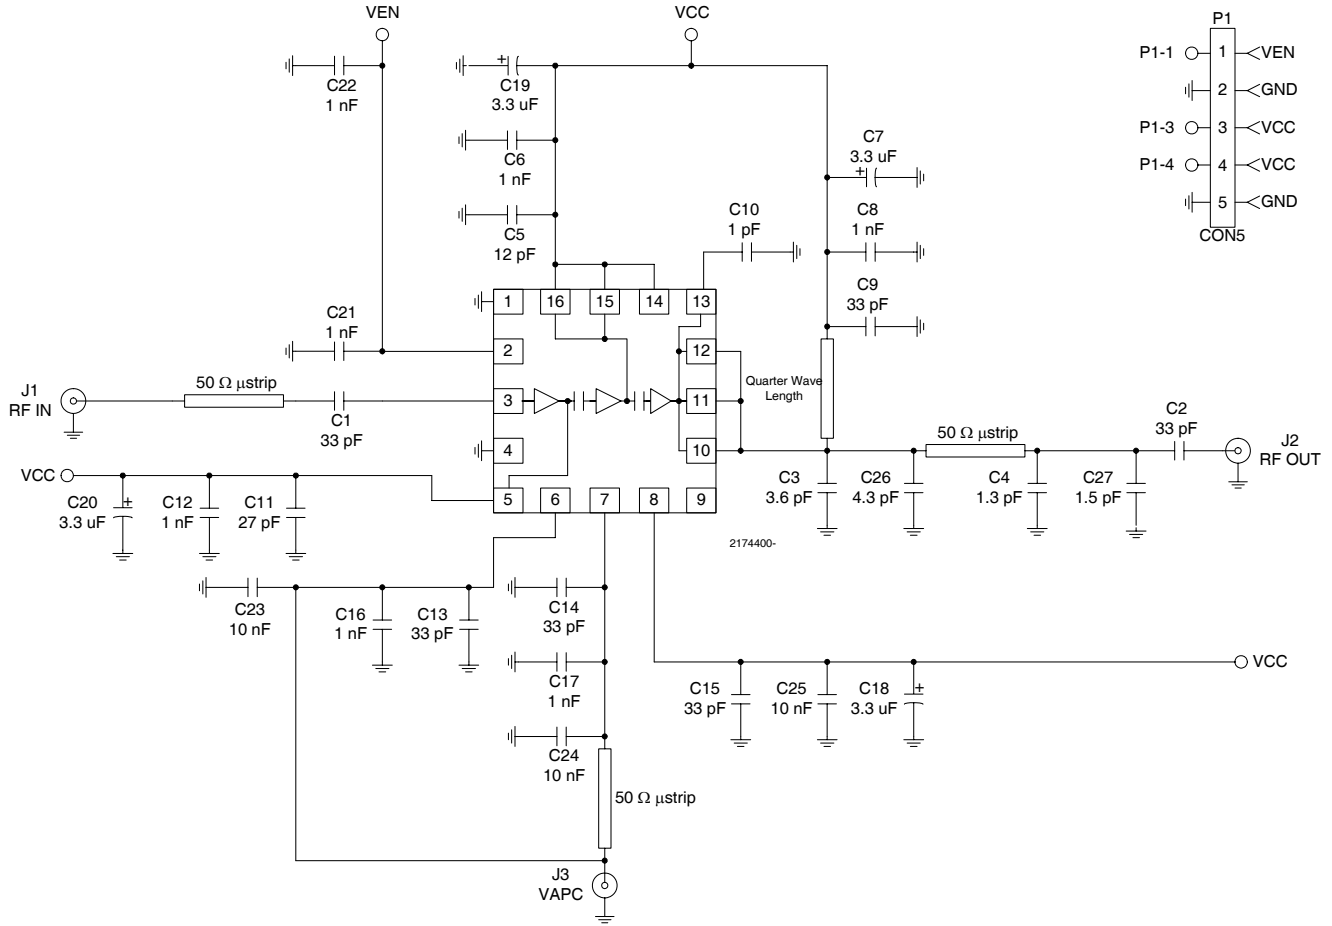 VEN
VCC
P1
P1-1
1
VEN
2
GND
P1-3
3
VCC
P1-4
4
VCC
5
GND
CON5
C22
1 nF
+
C19
3.3 uF
C6
1 nF
C5
12 pF
C7
3.3 uF
+
C8
1 nF
C9
33 pF
C10
1 pF
C21
1 nF
1
16
15
14
13
2
12
3
11
4
10
5
6
7
8
9
J1
RF IN
50 Ω μstrip
C1
33 pF
Quarter Wave
Length
50 Ω μstrip
C2
33 pF
J2
RF OUT
C3
3.6 pF
C26
4.3 pF
C4
1.3 pF
C27
1.5 pF
VCC
C20
3.3 uF
+
C12
1 nF
C11
27 pF
2174400-
C23
10 nF
C16
1 nF
C13
33 pF
C14
33 pF
C17
1 nF
C24
10 nF
C15
33 pF
C25
10 nF
C18
3.3 uF
+
VCC
50 Ω μstrip
J3
VAPC